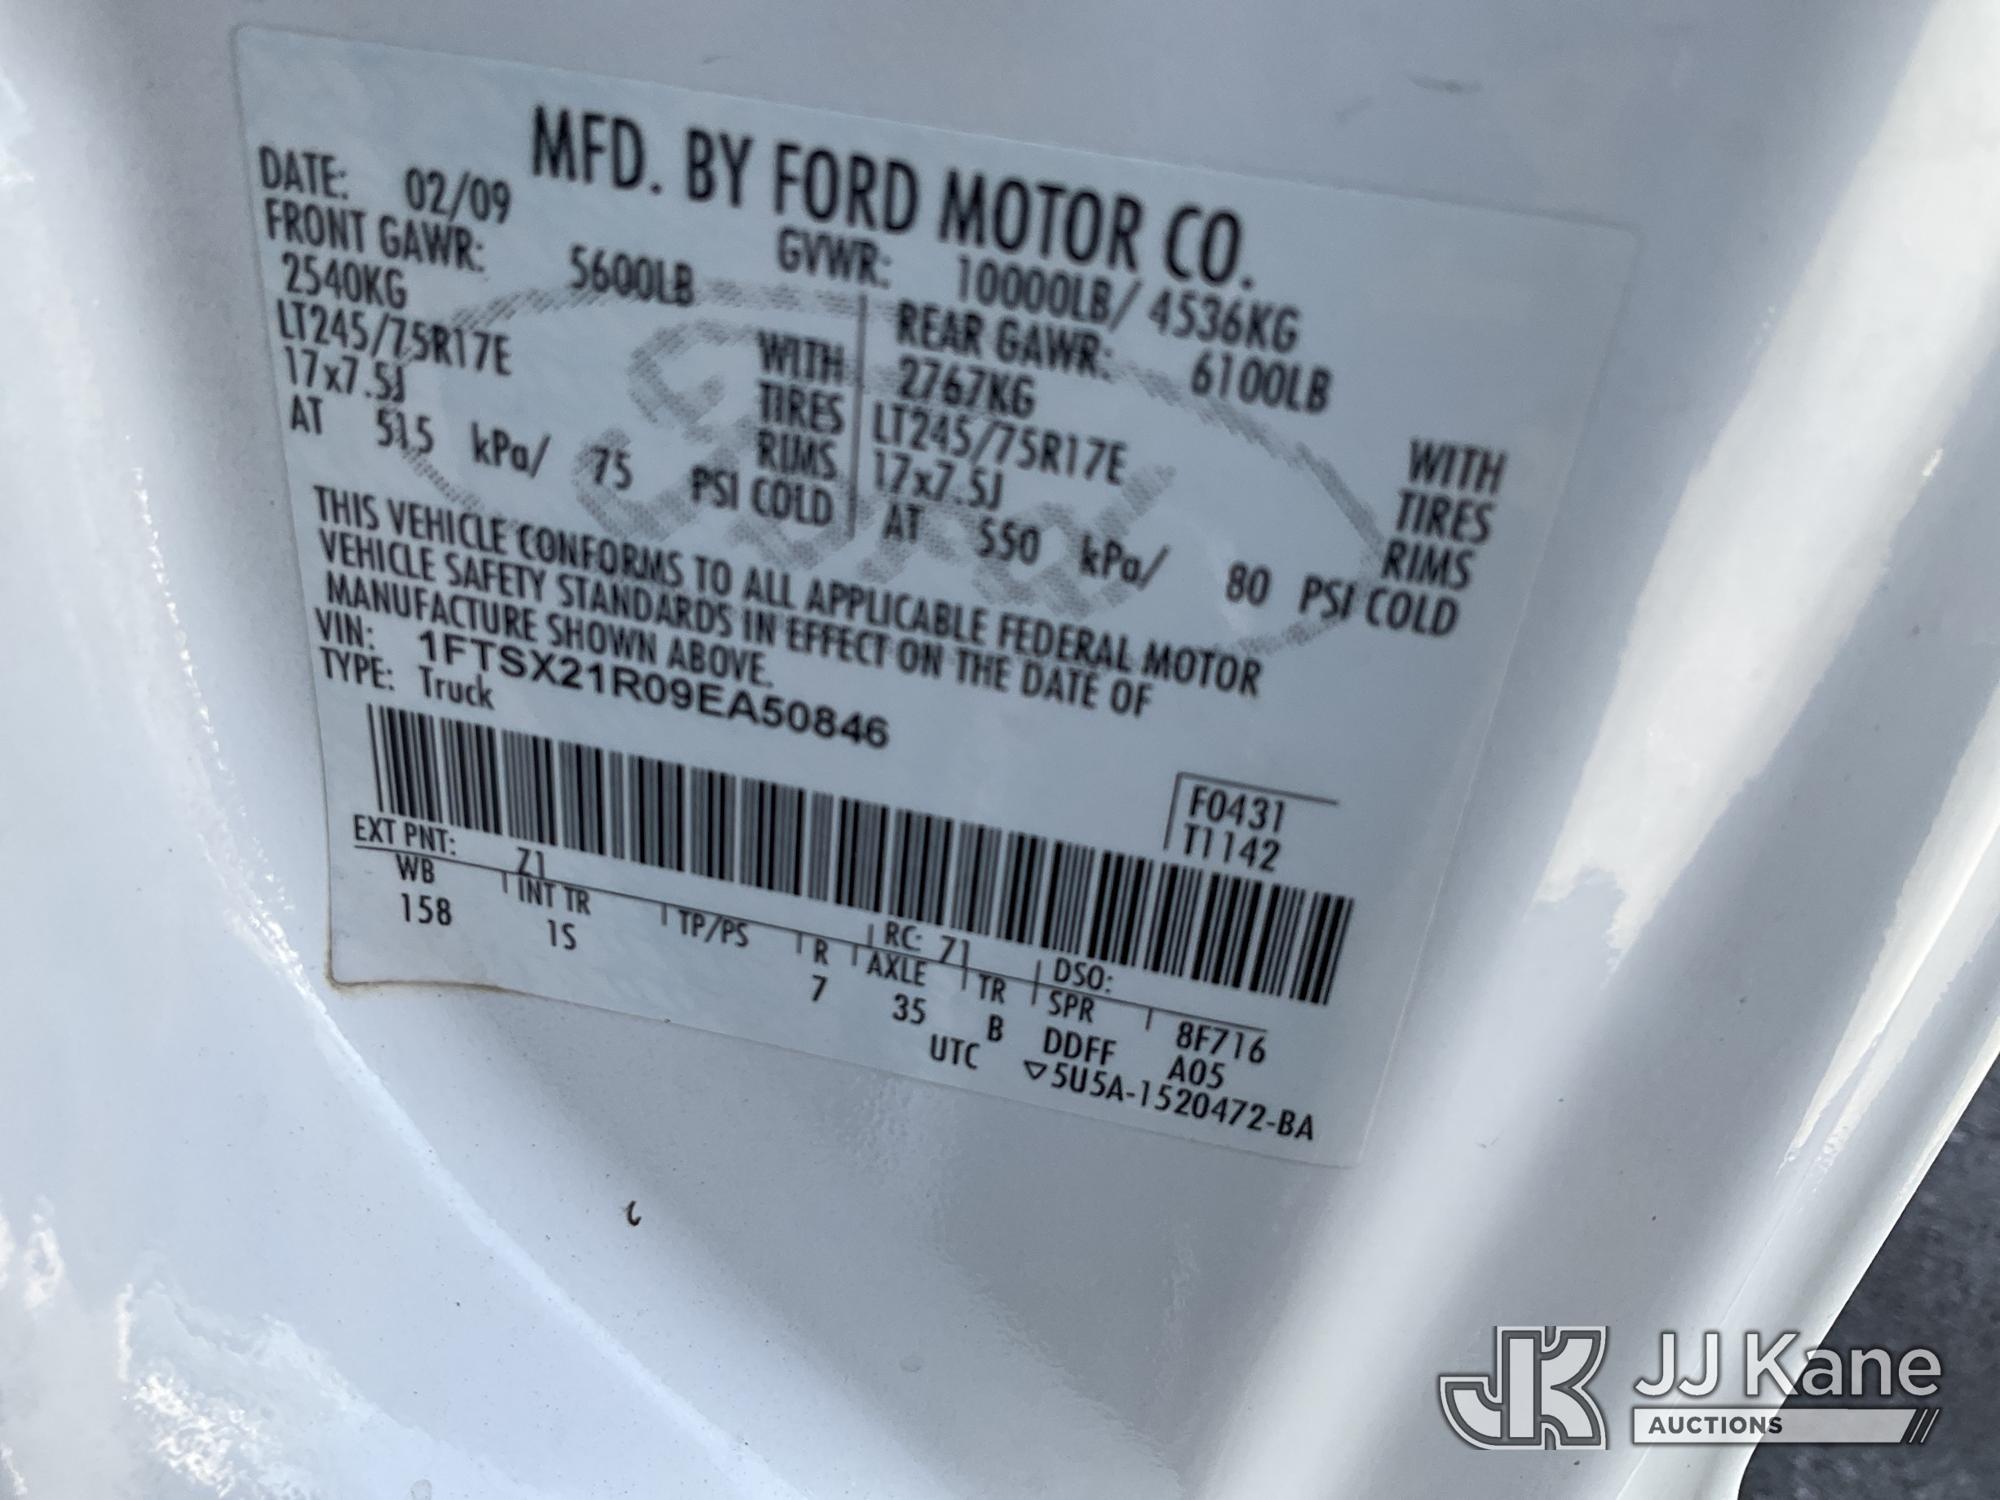 MFD. BY FORD MOTOR CO.
DATE: 02/09 GVWR: 10000LB/ 4536KG
FRONT GAWR: 5600LB REAR GAWR: 6100LB
2540KG WITH 2767KG WITH
LT245/75R17E TIRES LT245/75R17E TIRES
17x7.5J RIMS 17x7.5J RIMS
AT 515 kPa/ 75 PSI COLD AT 550 kPa/ 80 PSI COLD
THIS VEHICLE CONFORMS TO ALL APPLICABLE FEDERAL MOTOR
VEHICLE SAFETY STANDARDS IN EFFECT ON THE DATE OF
MANUFACTURE SHOWN ABOVE.
VIN: 1FTSX21R09EA50846
TYPE: Truck
F0431
T1142
EXT PNT: Z1 RC: 71 DSO: 8F716
WB INT TR TP/PS R AXLE TR SPR
158 1S 7 35 B DDFF A05
UTC ▽5U5A-1520472-BA
Ford
JK JJ Kane
AUCTIONS